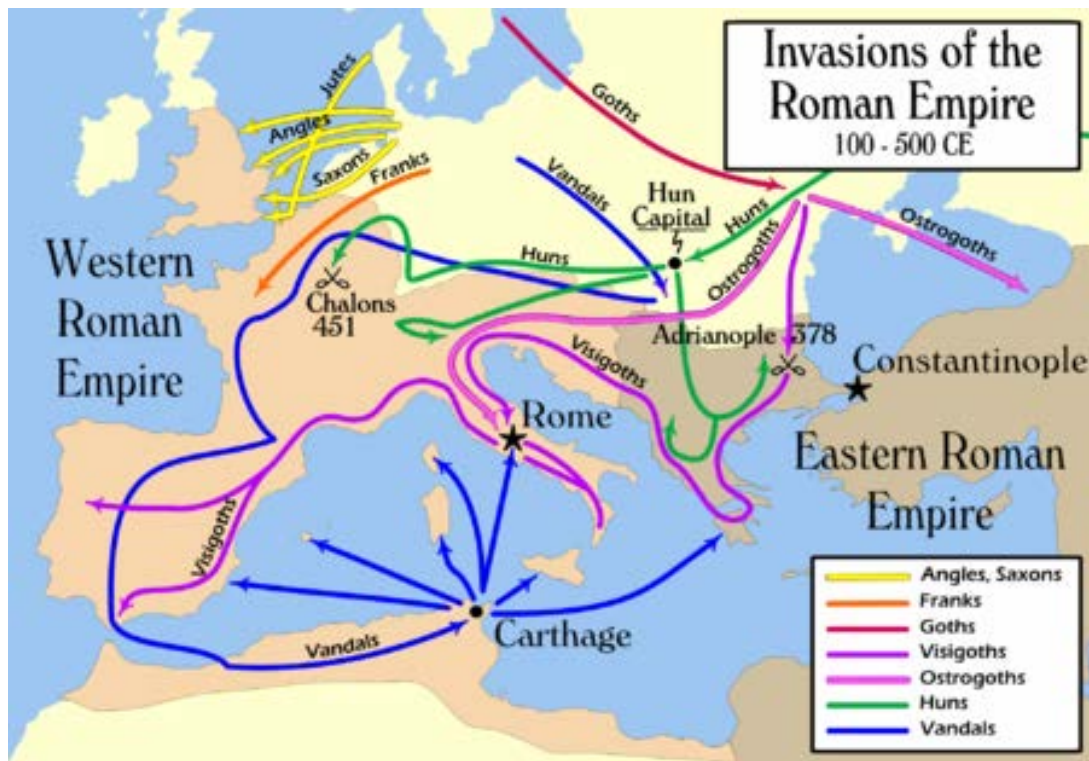 Invasions of the
Roman Empire
100 - 500 CE
Jutes
Angles
Saxons
Franks
Goths
Vandals
Hun
Capital
Huns
Ostrogoths
Huns
Ostrogoths
Western
Roman
Empire
Chalons
451
Adrianople 378
Visigoths
Constantinople
Rome
Eastern Roman
Empire
Visigoths
Carthage
Vandals
Angles, Saxons
Franks
Goths
Visigoths
Ostrogoths
Huns
Vandals